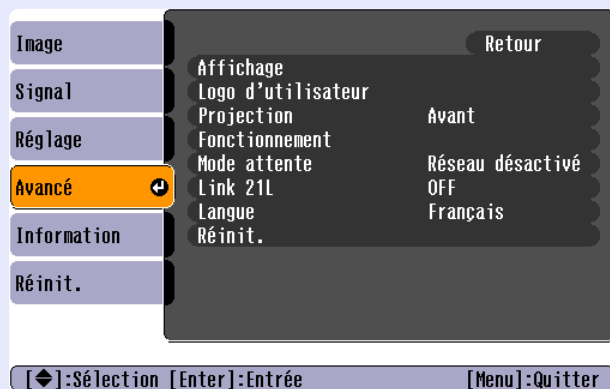 Image
Signal
Réglage
Avancé
Information
Réinit.
Retour
Affichage
Logo d'utilisateur
Projection Avant
Fonctionnement
Mode attente Réseau désactivé
Link 21L OFF
Langue Français
Réinit.
[◆]:Sélection [Enter]:Entrée [Menu]:Quitter